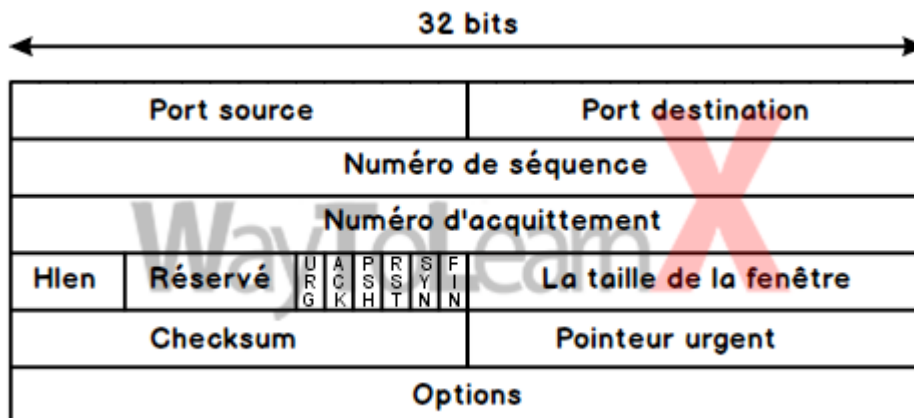 32 bits
Port source Port destination
Numéro de séquence
Numéro d'acquittement
Hlen Réservé URG ACK PSH RST SYN FIN La taille de la fenêtre
Checksum Pointeur urgent
Options
WayToLearnX